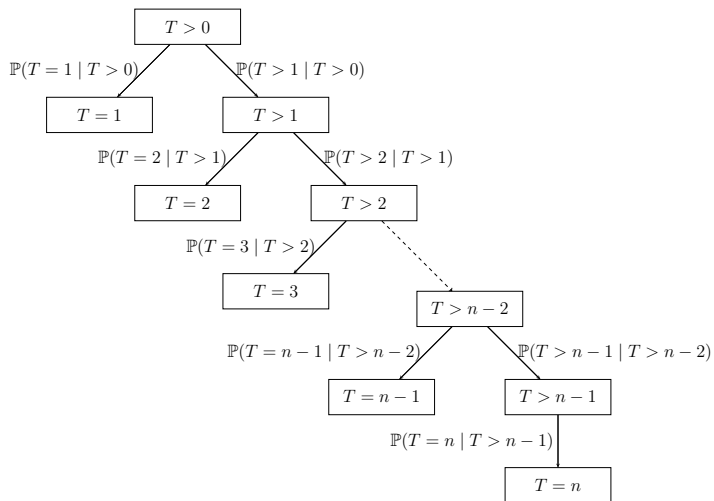 T > 0
ℙ(T = 1 | T > 0)
ℙ(T > 1 | T > 0)
T = 1
T > 1
ℙ(T = 2 | T > 1)
ℙ(T > 2 | T > 1)
T = 2
T > 2
ℙ(T = 3 | T > 2)
T = 3
T > n − 2
ℙ(T = n − 1 | T > n − 2)
ℙ(T > n − 1 | T > n − 2)
T = n − 1
T > n − 1
ℙ(T = n | T > n − 1)
T = n